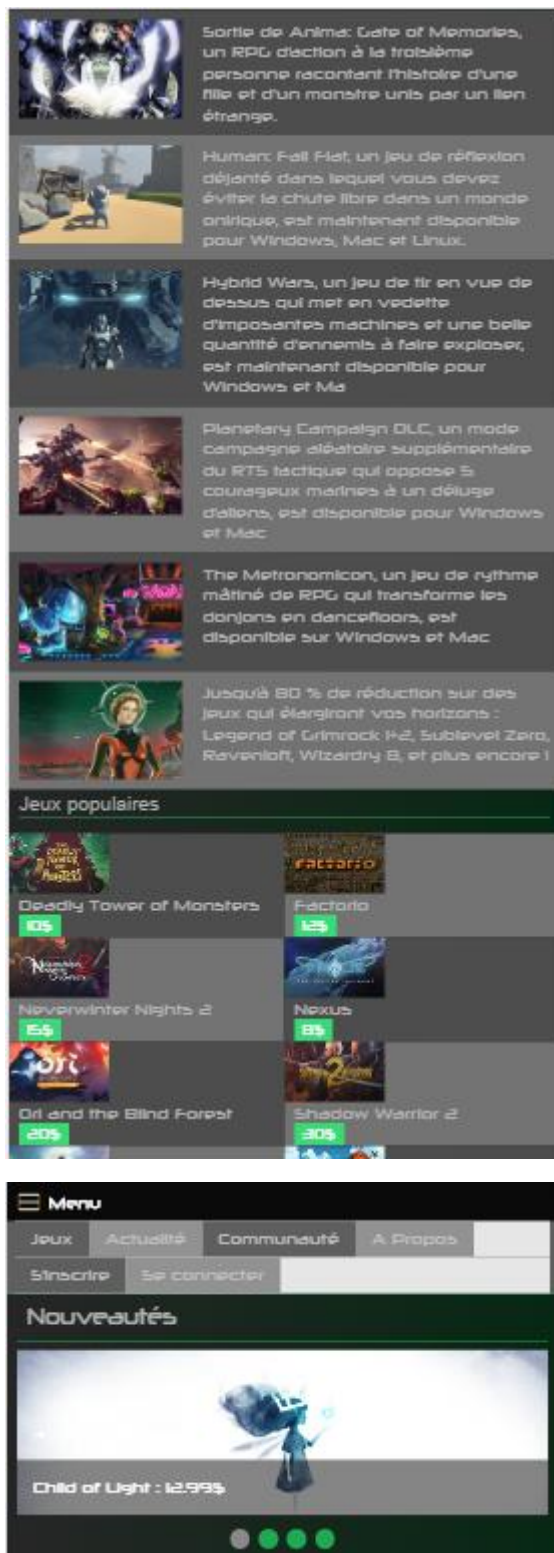 Sortie de Anima: Gate of Memories,
un RPG d'action à la troisième
personne racontant l'histoire d'une
fille et d'un monstre unis par un lien
étrange.
Human: Fall Flat, un jeu de réflexion
déjanté dans lequel vous devez
éviter la chute libre dans un monde
onirique, est maintenant disponible
pour Windows, Mac et Linux.
Hybrid Wars, un jeu de tir en vue de
dessus qui met en vedette
d'imposantes machines et une belle
quantité d'ennemis à faire exploser,
est maintenant disponible pour
Windows et Ma
Planetary Campaign DLC, un mode
campagne aléatoire supplémentaire
du RTS tactique qui oppose 5
courageux marines à un déluge
d'aliens, est disponible pour Windows
et Mac
The Metronomicon, un jeu de rythme
mâtiné de RPG qui transforme les
donjons en dancefloors, est
disponible sur Windows et Mac
Jusqu'à 80 % de réduction sur des
jeux qui élargiront vos horizons :
Legend of Grimrock 1+2, Sublevel Zero,
Ravenloft, Wizardry 8, et plus encore !
Jeux populaires
THE DEADLY TOWER OF MONSTERS
FACTORIO
Deadly Tower of Monsters
Factorio
10$
12$
Neverwinter Nights 2
Nexus
15$
8$
ori
Ori and the Blind Forest
Shadow Warrior 2
20$
30$
Menu
Jeux Actualité Communauté A Propos
S'inscrire Se connecter
Nouveautés
Child of Light : 12.99$